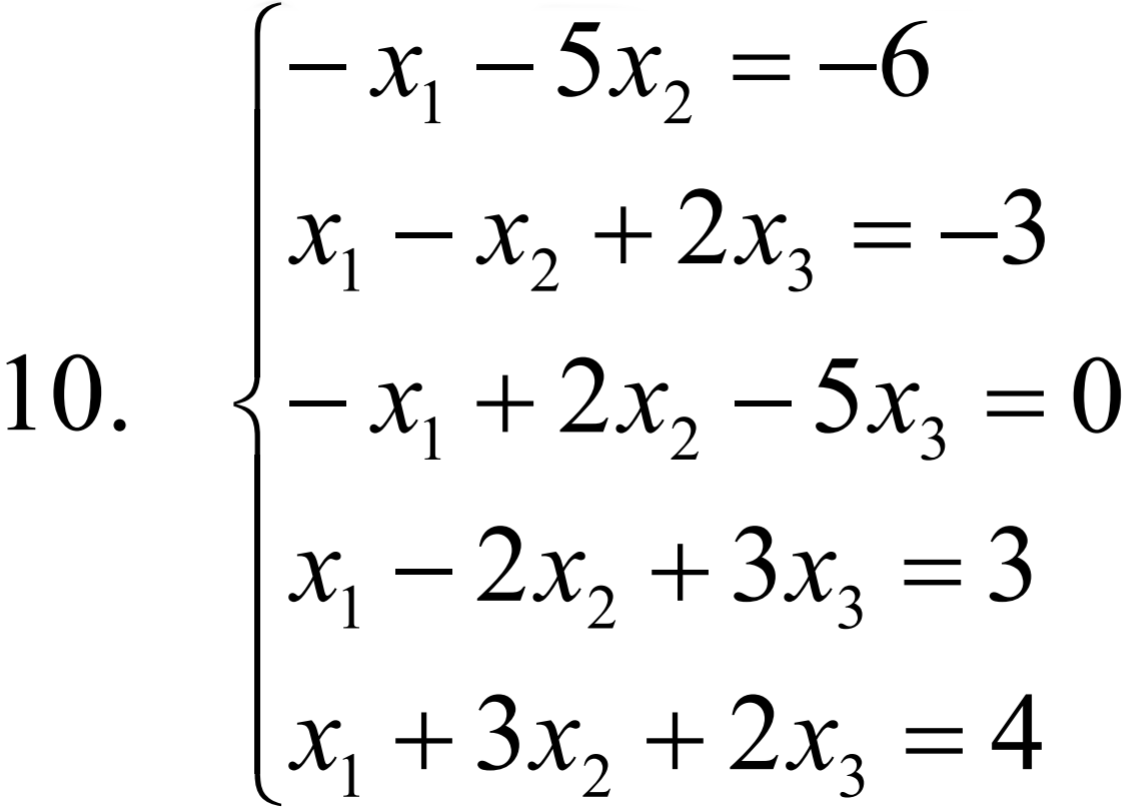 − x₁ − 5x₂ = −6
x₁ − x₂ + 2x₃ = −3
10. − x₁ + 2x₂ − 5x₃ = 0
x₁ − 2x₂ + 3x₃ = 3
x₁ + 3x₂ + 2x₃ = 4